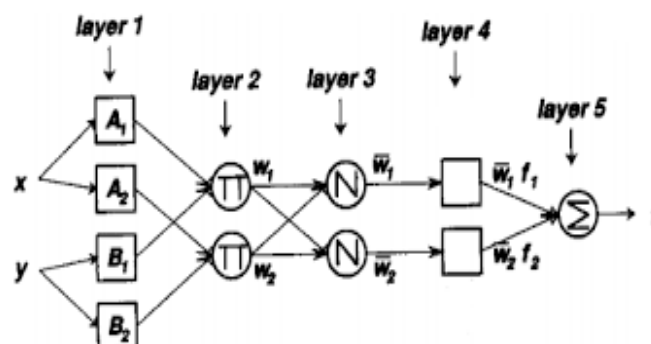 layer 1
layer 2
layer 3
layer 4
layer 5
x
y
A₁
A₂
B₁
B₂
Π
Π
w₁
w₂
N
N
w̅₁
w̅₂
w̅₁ f₁
w̅₂ f₂
Σ